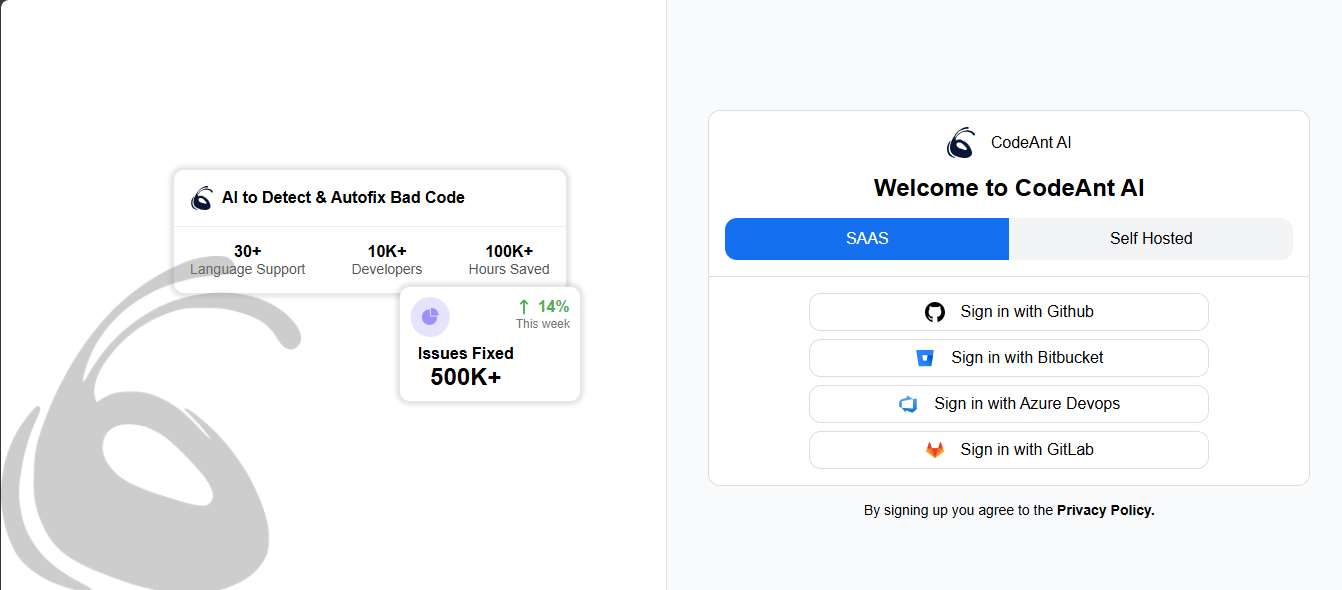 AI to Detect & Autofix Bad Code
30+ 10K+ 100K+
Language Support Developers Hours Saved
↑ 14%
This week
Issues Fixed
500K+
CodeAnt AI
Welcome to CodeAnt AI
SAAS Self Hosted
Sign in with Github
Sign in with Bitbucket
Sign in with Azure Devops
Sign in with GitLab
By signing up you agree to the Privacy Policy.